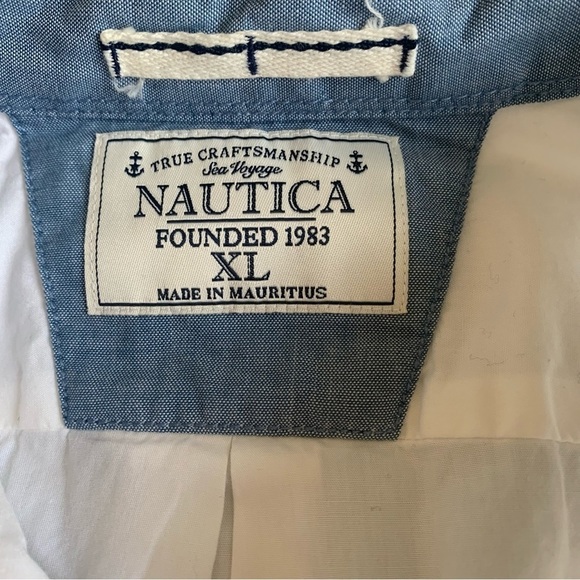 TRUE CRAFTSMANSHIP
Sea Voyage
NAUTICA
FOUNDED 1983
XL
MADE IN MAURITIUS